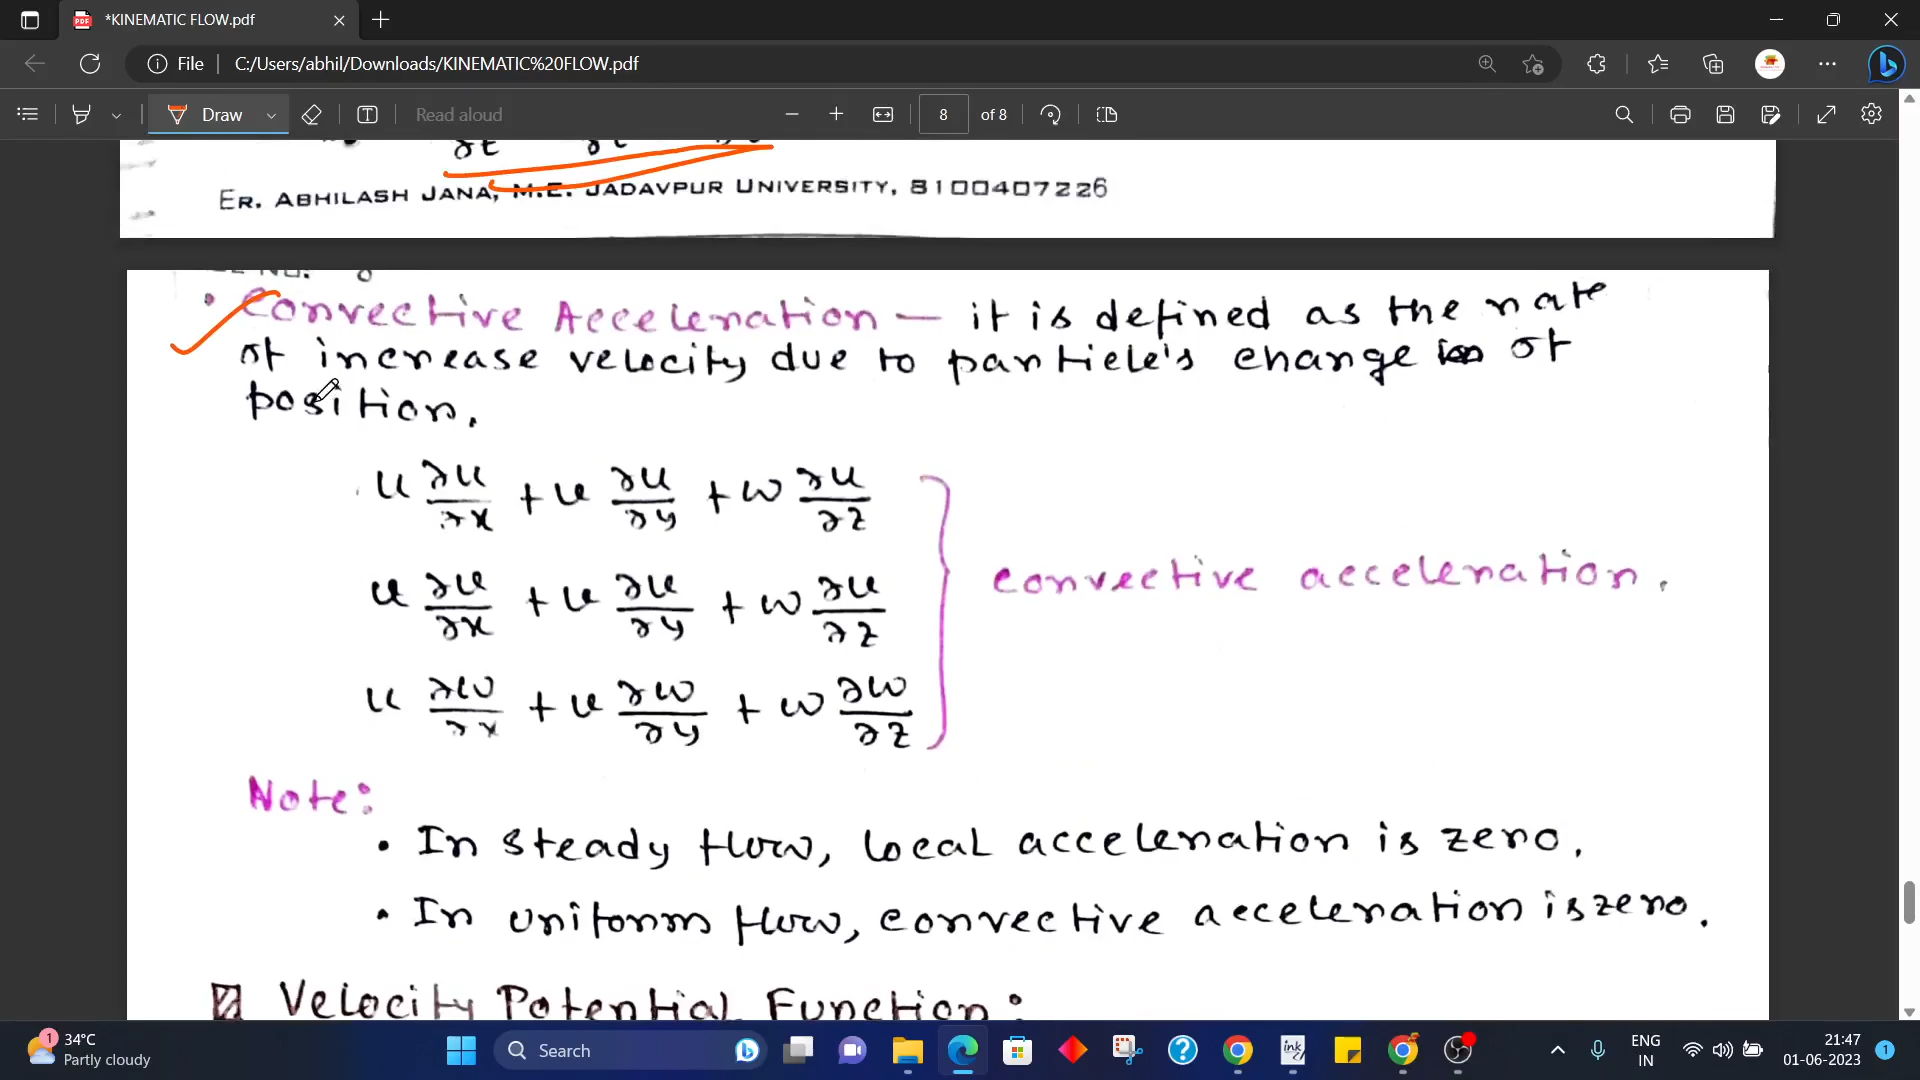 *KINEMATIC FLOW.pdf
File
C:/Users/abhil/Downloads/KINEMATIC%20FLOW.pdf
Draw
Read aloud
8 of 8
ER. ABHILASH JANA, M.E. JADAVPUR UNIVERSITY, 8100407226
• Convective Acceleration — it is defined as the rate
of increase velocity due to particle's change of
position.
u ∂u/∂x + v ∂u/∂y + w ∂u/∂z
u ∂v/∂x + v ∂v/∂y + w ∂v/∂z
convective acceleration.
u ∂w/∂x + v ∂w/∂y + w ∂w/∂z
Note:
• In steady flow, local acceleration is zero.
• In uniform flow, convective acceleration is zero.
Velocity Potential Function:
1
34°C
Partly cloudy
Search
ink
ENG
IN
21:47
01-06-2023
1